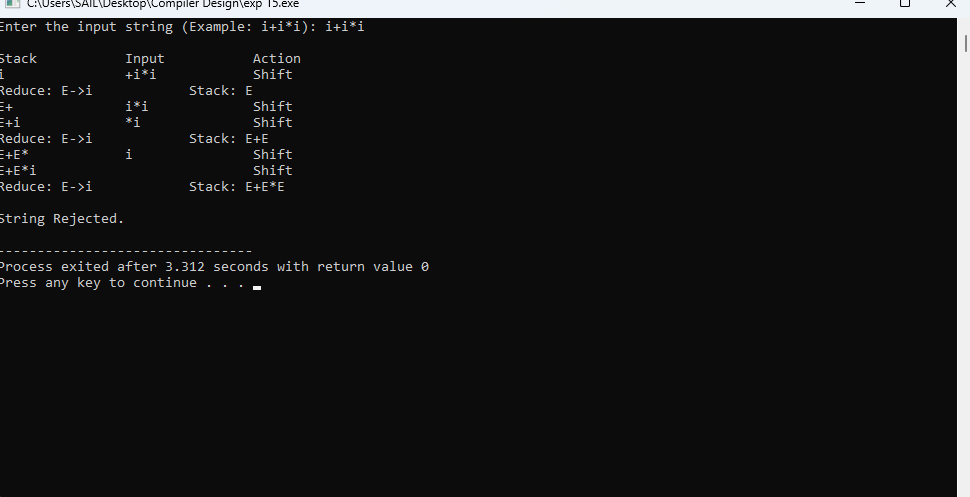 C:\Users\SAIL\Desktop\Compiler Design\exp 15.exe
Enter the input string (Example: i+i*i): i+i*i
Stack Input Action
i +i*i Shift
Reduce: E->i Stack: E
E+ i*i Shift
E+i *i Shift
Reduce: E->i Stack: E+E
E+E* i Shift
E+E*i Shift
Reduce: E->i Stack: E+E*E
String Rejected.
--------------------------------
Process exited after 3.312 seconds with return value 0
Press any key to continue . . .